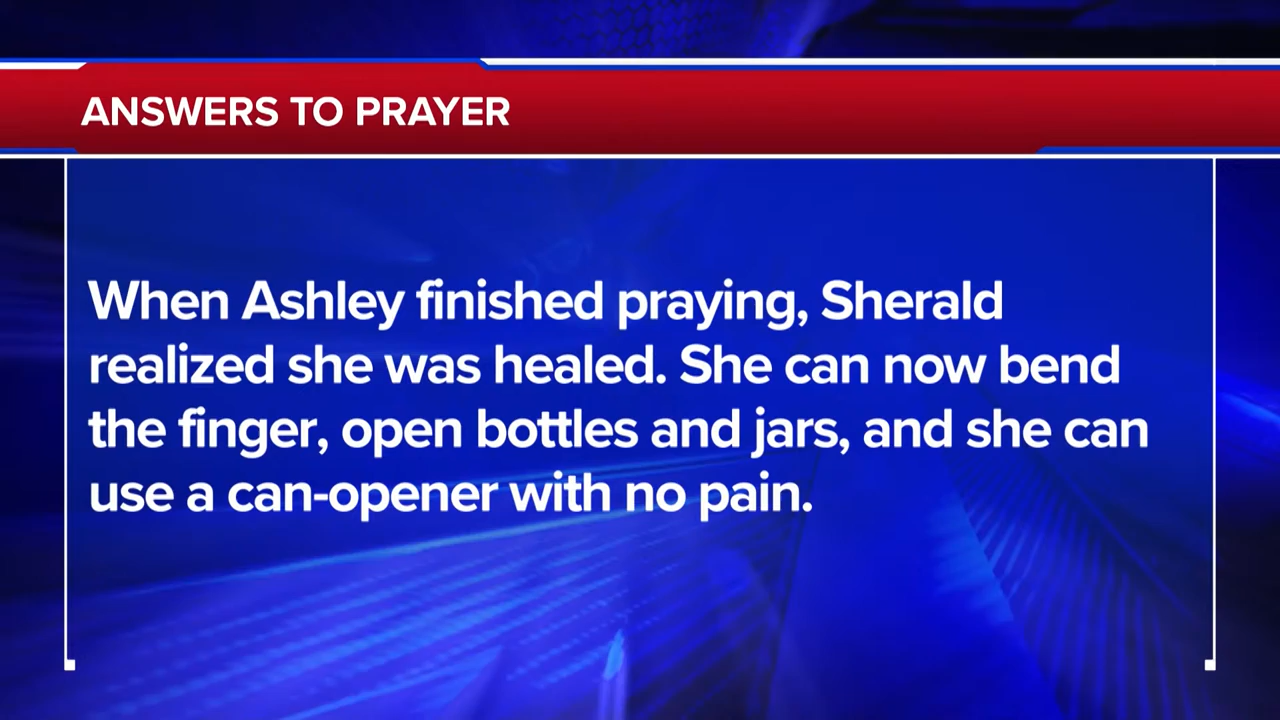 ANSWERS TO PRAYER
When Ashley finished praying, Sherald
realized she was healed. She can now bend
the finger, open bottles and jars, and she can
use a can-opener with no pain.